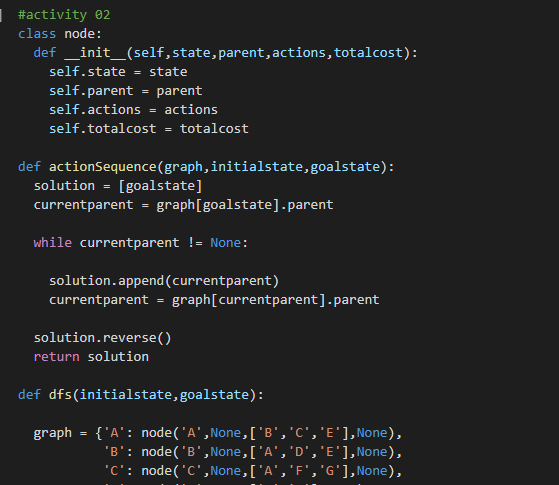 #activity 02
class node:
  def __init__(self,state,parent,actions,totalcost):
    self.state = state
    self.parent = parent
    self.actions = actions
    self.totalcost = totalcost

def actionSequence(graph,initialstate,goalstate):
  solution = [goalstate]
  currentparent = graph[goalstate].parent

  while currentparent != None:

    solution.append(currentparent)
    currentparent = graph[currentparent].parent

  solution.reverse()
  return solution

def dfs(initialstate,goalstate):

  graph = {'A': node('A',None,['B','C','E'],None),
           'B': node('B',None,['A','D','E'],None),
           'C': node('C',None,['A','F','G'],None),